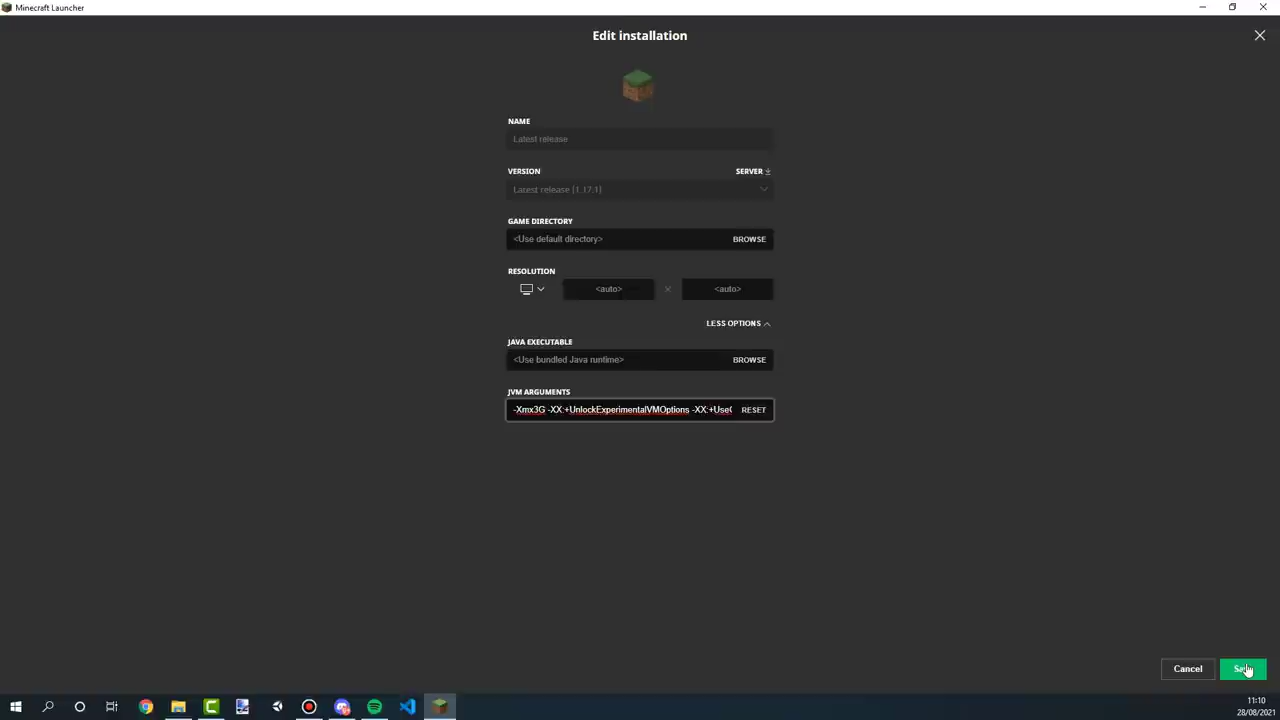 Minecraft Launcher
Edit installation
NAME
Latest release
VERSION
SERVER
Latest release (1.17.1)
GAME DIRECTORY
<Use default directory>
BROWSE
RESOLUTION
<auto>
<auto>
LESS OPTIONS
JAVA EXECUTABLE
<Use bundled Java runtime>
BROWSE
JVM ARGUMENTS
-Xmx3G -XX:+UnlockExperimentalVMOptions -XX:+Use
RESET
Cancel
11:10
28/08/2021